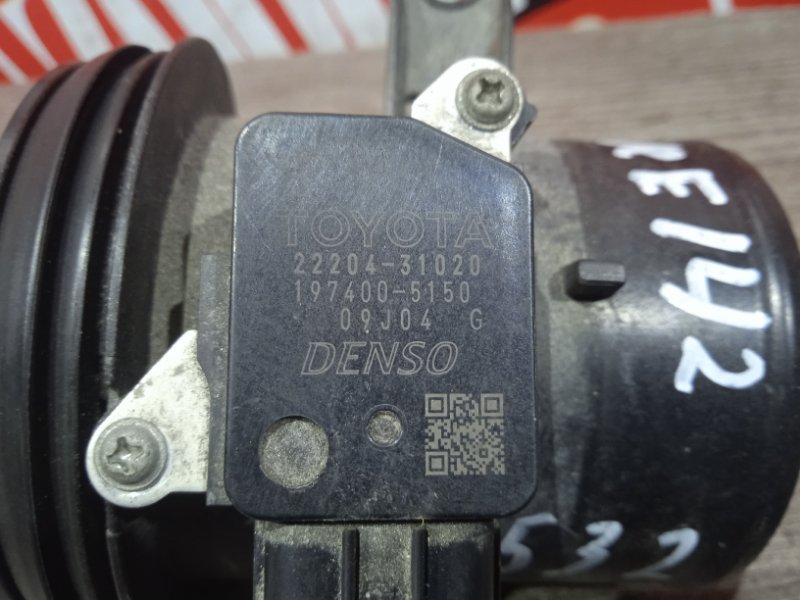 TOYOTA
22204-31020
197400-5150
09J04 G
DENSO
RE142
532